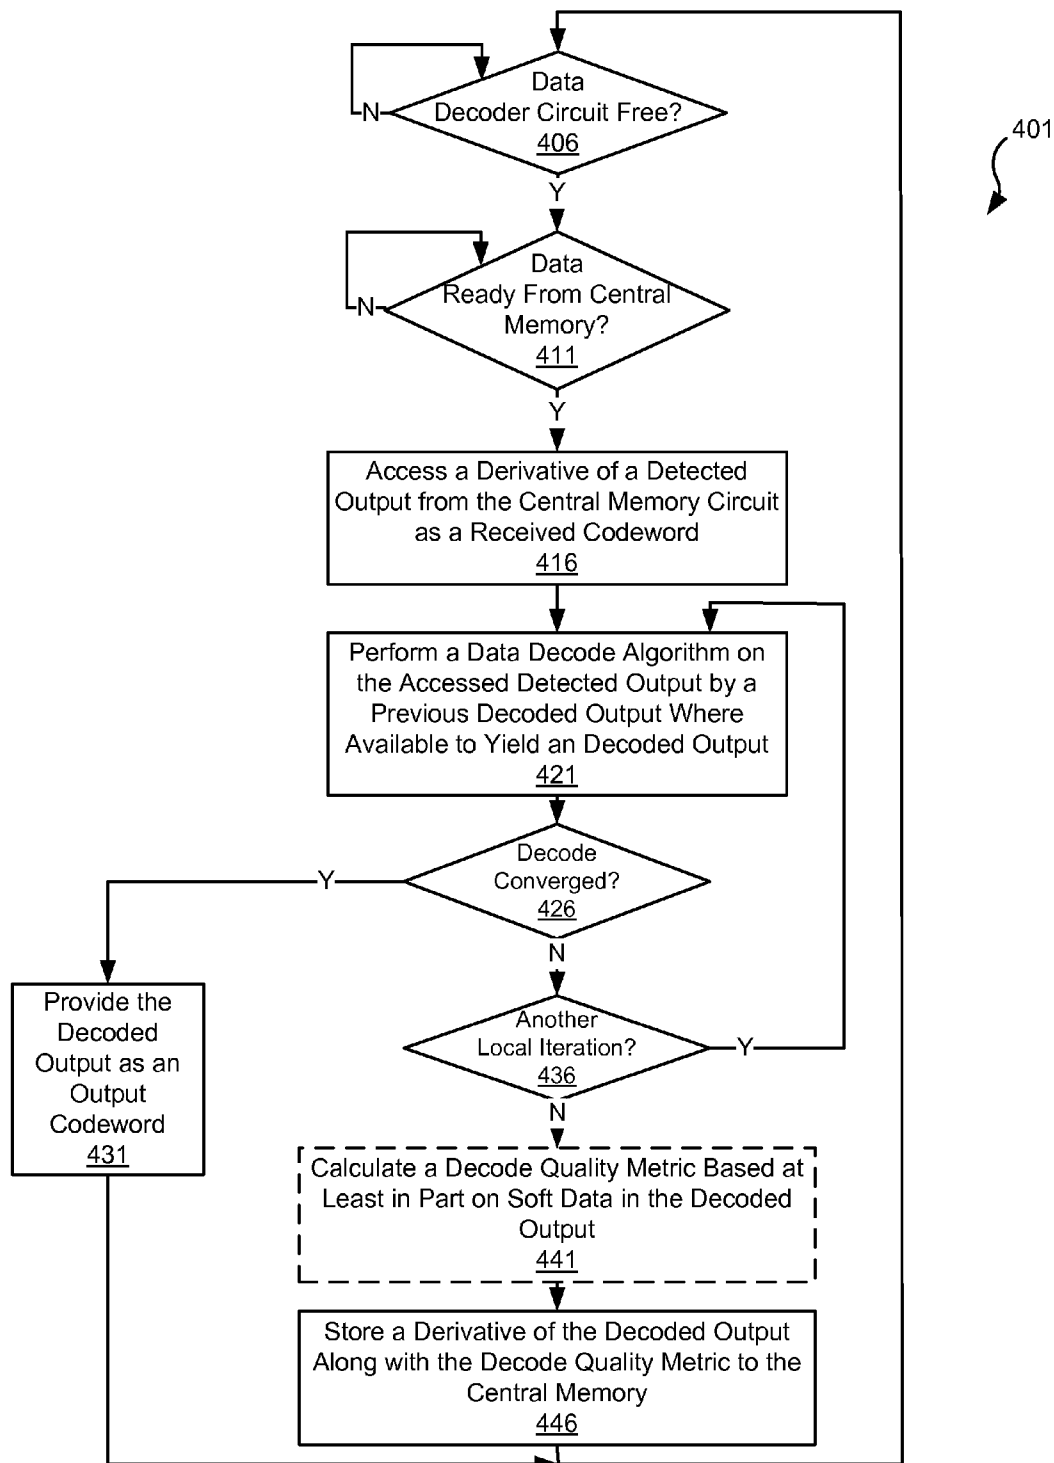 Data
Decoder Circuit Free?
406
N
401
Y
Data
Ready From Central
Memory?
411
N
Y
Access a Derivative of a Detected
Output from the Central Memory Circuit
as a Received Codeword
416
Perform a Data Decode Algorithm on
the Accessed Detected Output by a
Previous Decoded Output Where
Available to Yield an Decoded Output
421
Decode
Converged?
426
Y
N
Provide the
Decoded
Output as an
Output
Codeword
431
Another
Local Iteration?
436
Y
N
Calculate a Decode Quality Metric Based at
Least in Part on Soft Data in the Decoded
Output
441
Store a Derivative of the Decoded Output
Along with the Decode Quality Metric to the
Central Memory
446